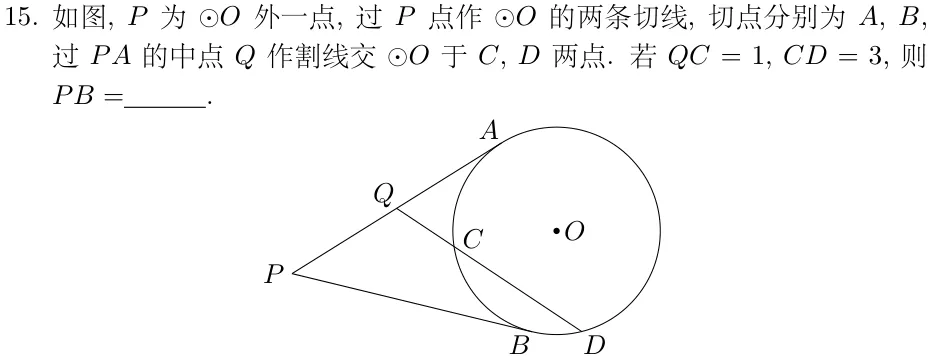 15. 如图, P 为 ⊙O 外一点, 过 P 点作 ⊙O 的两条切线, 切点分别为 A, B,
过 PA 的中点 Q 作割线交 ⊙O 于 C, D 两点. 若 QC = 1, CD = 3, 则
PB =______.
A
Q
C
O
P
B
D